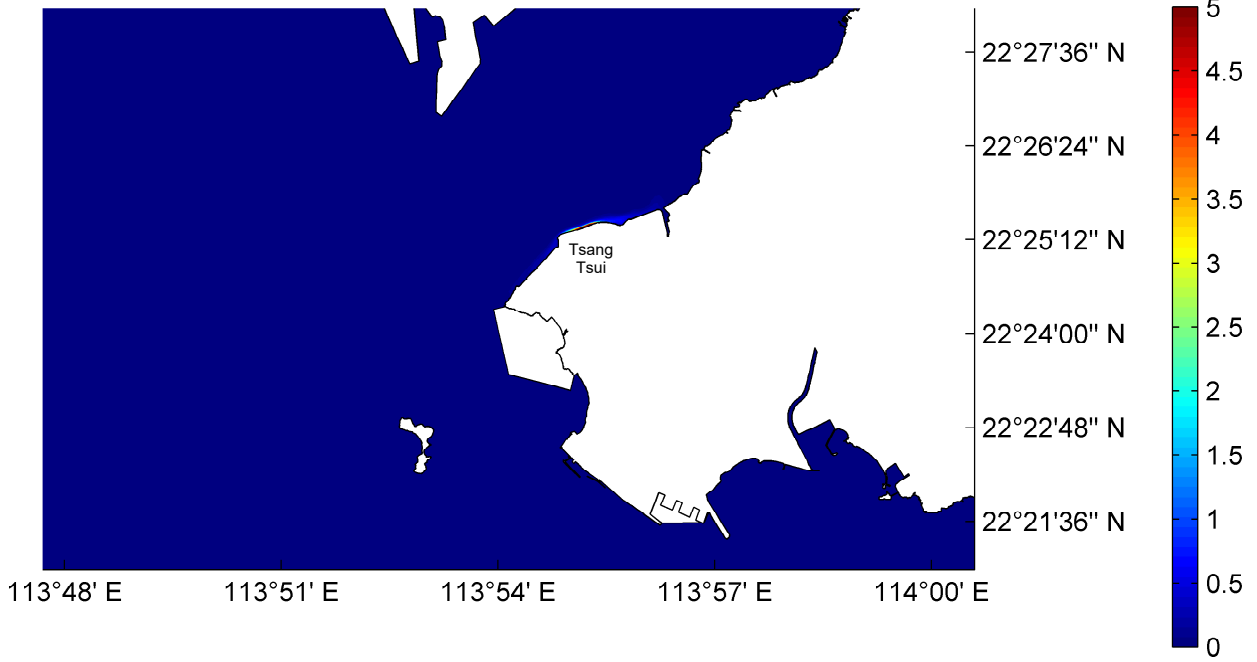 5
22°27'36" N
4.5
22°26'24" N
4
3.5
22°25'12" N
3
Tsang
Tsui
22°24'00" N
2.5
2
22°22'48" N
1.5
22°21'36" N
1
0.5
0
113°48' E 113°51' E 113°54' E 113°57' E 114°00' E